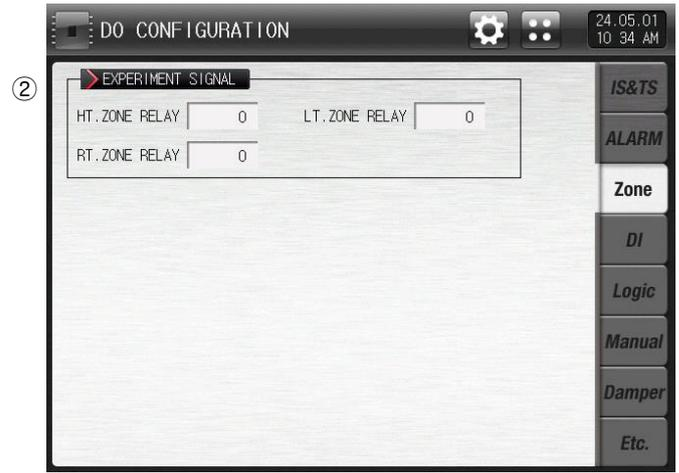 DO CONFIGURATION
24.05.01
10 34 AM
②
EXPERIMENT SIGNAL
HT.ZONE RELAY 0 LT.ZONE RELAY 0
RT.ZONE RELAY 0
IS&TS
ALARM
Zone
DI
Logic
Manual
Damper
Etc.